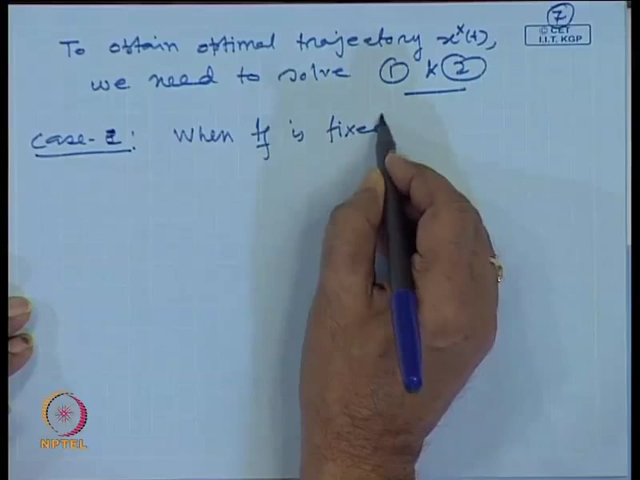 7
© CET
I.I.T. KGP
To obtain optimal trajectory x*(t),
we need to solve ① & ②
Case-I: When tf is fixed
NPTEL